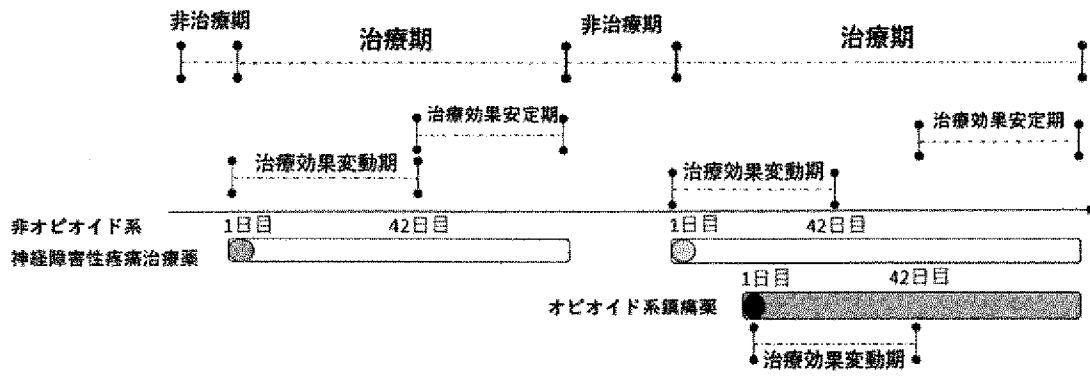 非治療期
治療期
非治療期
治療期
治療効果安定期
治療効果安定期
治療効果変動期
治療効果変動期
非オピオイド系
1日目
42日目
1日目
42日目
神経障害性疼痛治療薬
1日目
42日目
オピオイド系鎮痛薬
治療効果変動期